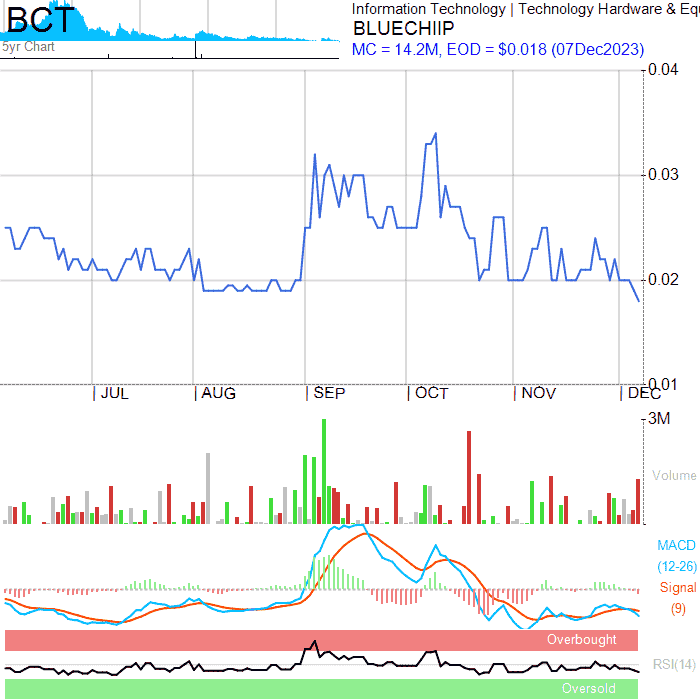 BCT
5yr Chart
Information Technology | Technology Hardware & Equ
BLUECHIIP
MC = 14.2M, EOD = $0.018 (07Dec2023)
0.04
0.03
0.02
0.01
JUL AUG SEP OCT NOV DEC
3M
Volume
MACD
(12-26)
Signal
(9)
Overbought
RSI(14)
Oversold